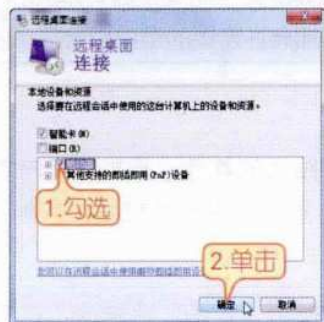 远程桌面连接
远程桌面
连接
本地设备和资源
选择要在远程会话中使用的这台计算机上的设备和资源。
智能卡(M)
端口(R)
其他支持的即插即用(PnP)设备
1.勾选
2.单击
确定
取消